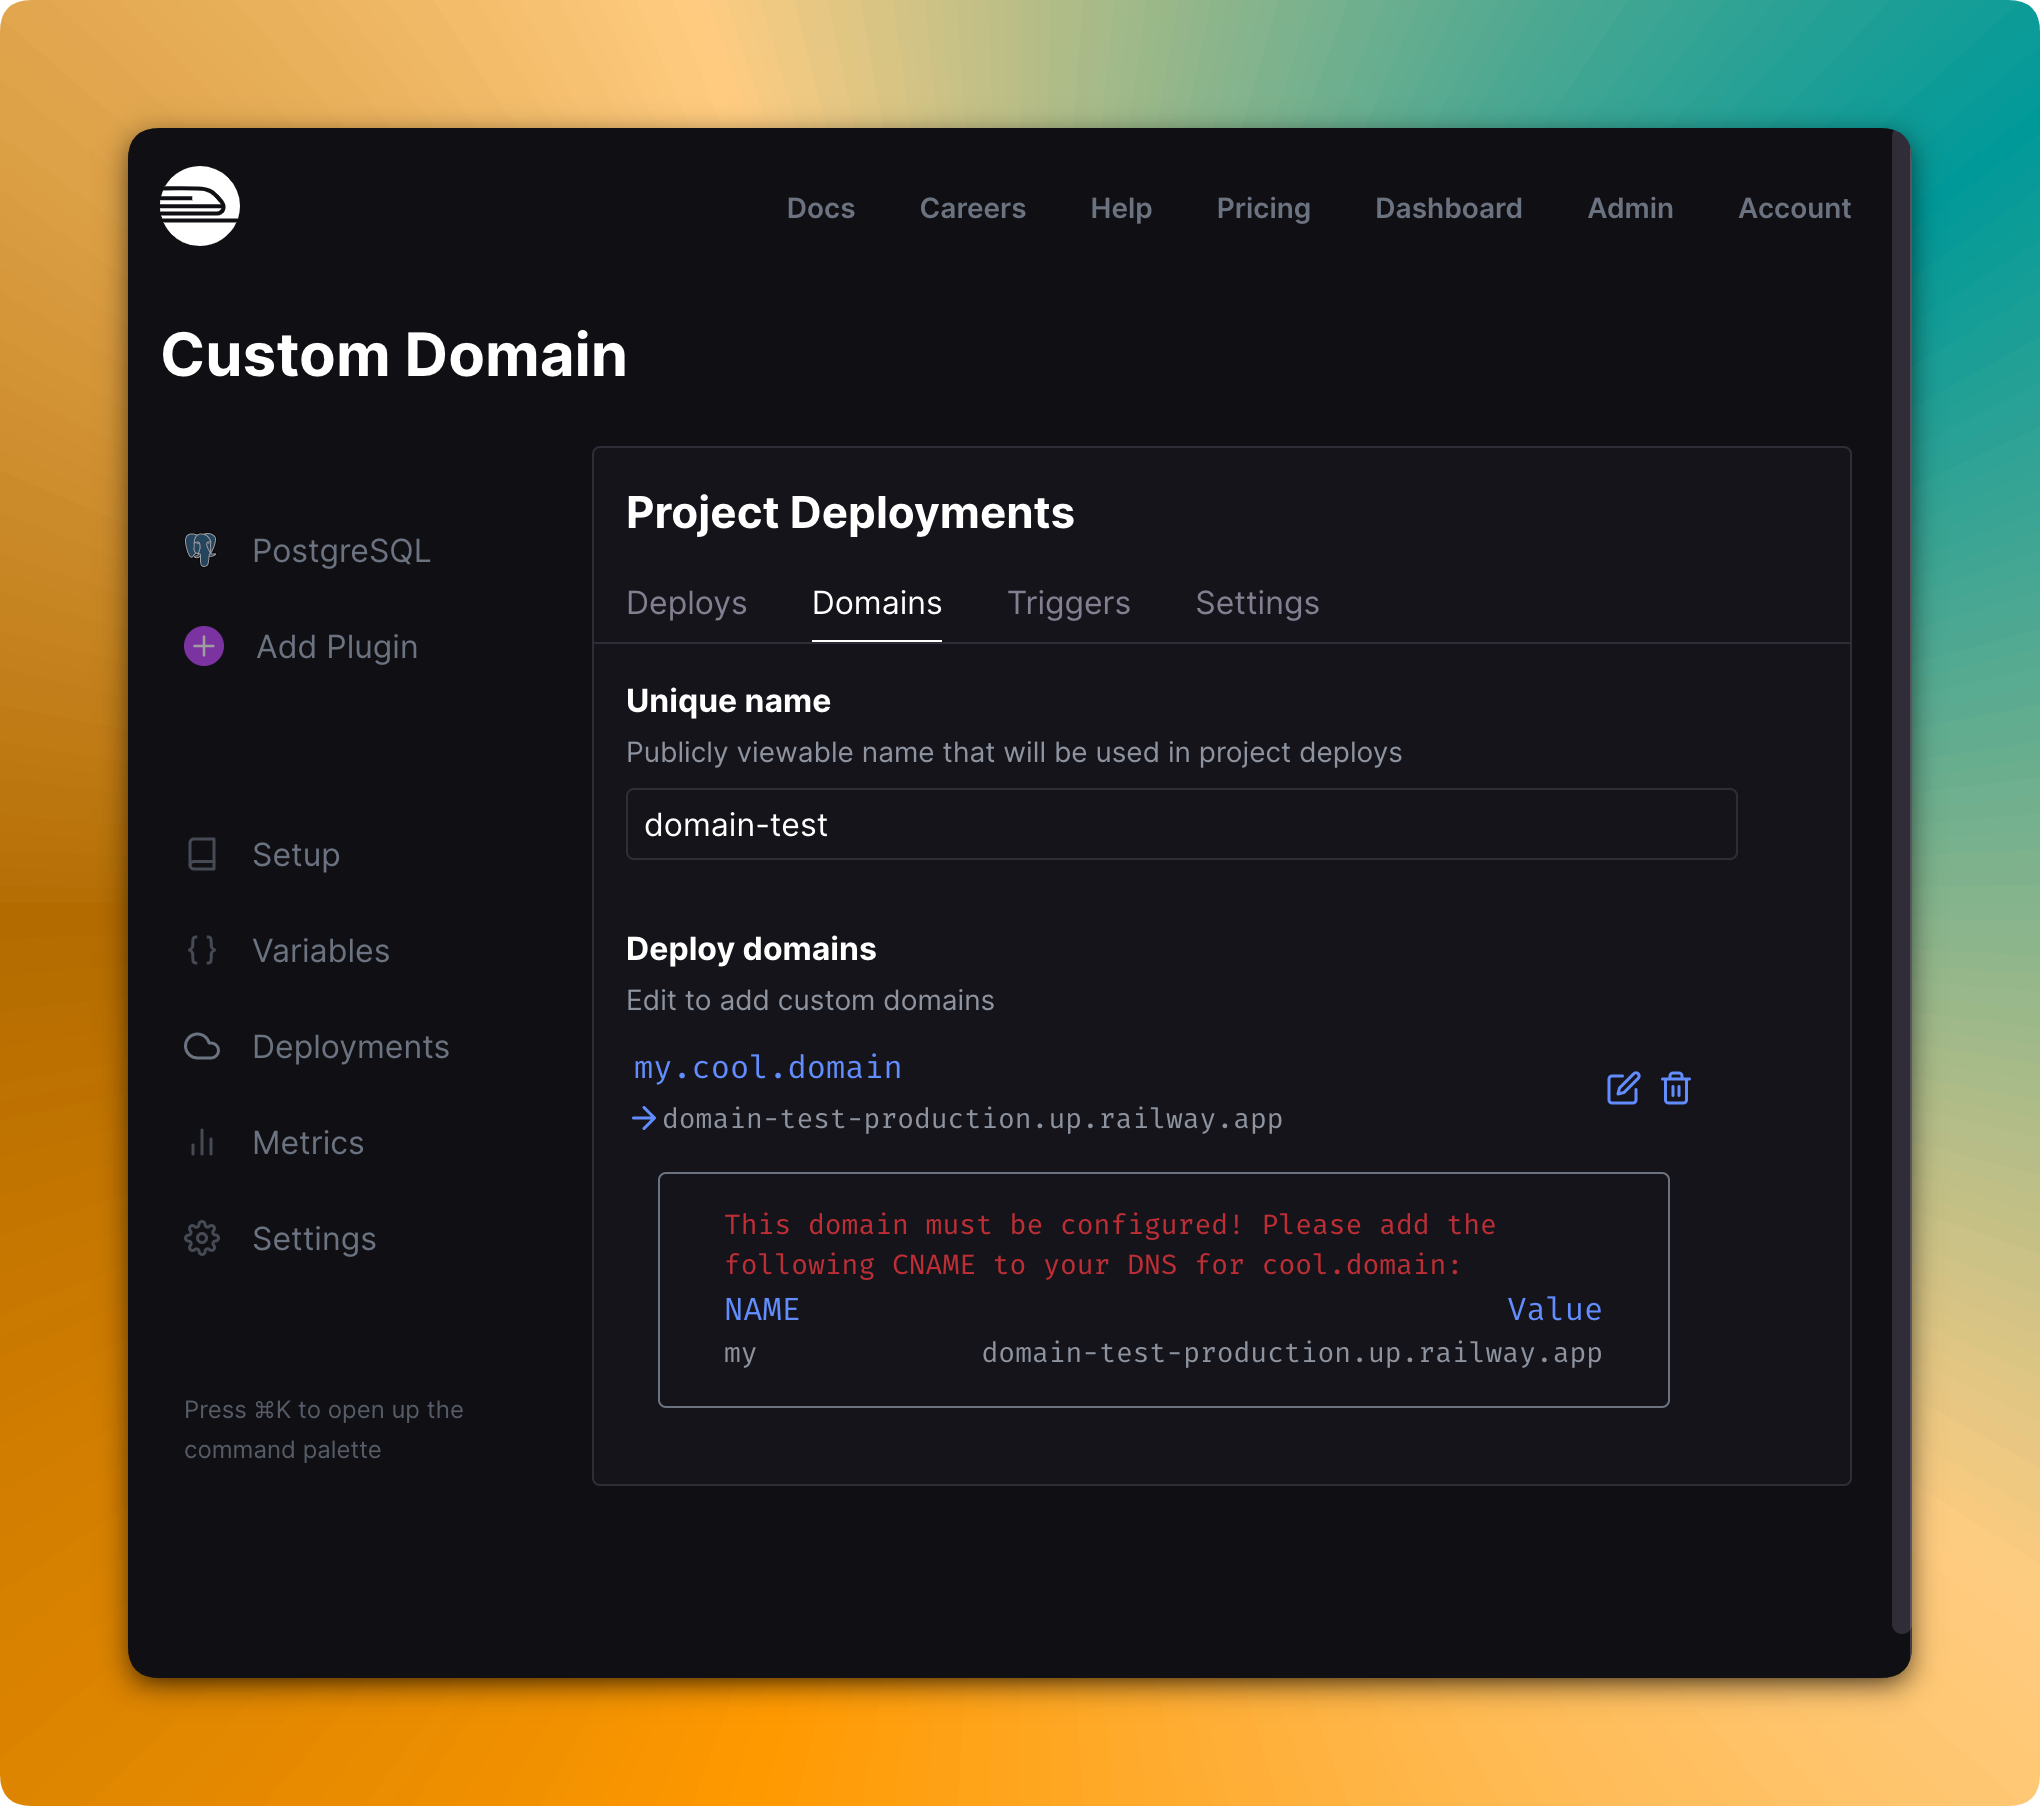 Docs Careers Help Pricing Dashboard Admin Account
Custom Domain
PostgreSQL
Add Plugin
Setup
Variables
Deployments
Metrics
Settings
Press ⌘K to open up the
command palette
Project Deployments
Deploys Domains Triggers Settings
Unique name
Publicly viewable name that will be used in project deploys
domain-test
Deploy domains
Edit to add custom domains
my.cool.domain
→domain-test-production.up.railway.app
This domain must be configured! Please add the
following CNAME to your DNS for cool.domain:
NAME Value
my domain-test-production.up.railway.app